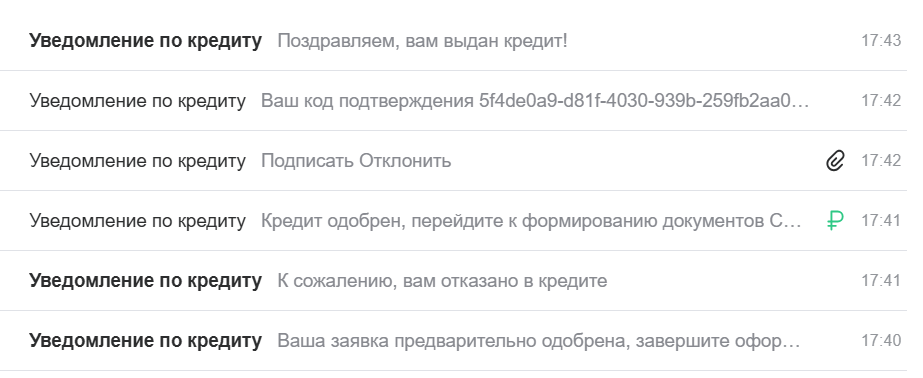 Уведомление по кредиту Поздравляем, вам выдан кредит! 17:43
Уведомление по кредиту Ваш код подтверждения 5f4de0a9-d81f-4030-939b-259fb2aa0... 17:42
Уведомление по кредиту Подписать Отклонить 17:42
Уведомление по кредиту Кредит одобрен, перейдите к формированию документов С... ₽ 17:41
Уведомление по кредиту К сожалению, вам отказано в кредите 17:41
Уведомление по кредиту Ваша заявка предварительно одобрена, завершите офор... 17:40